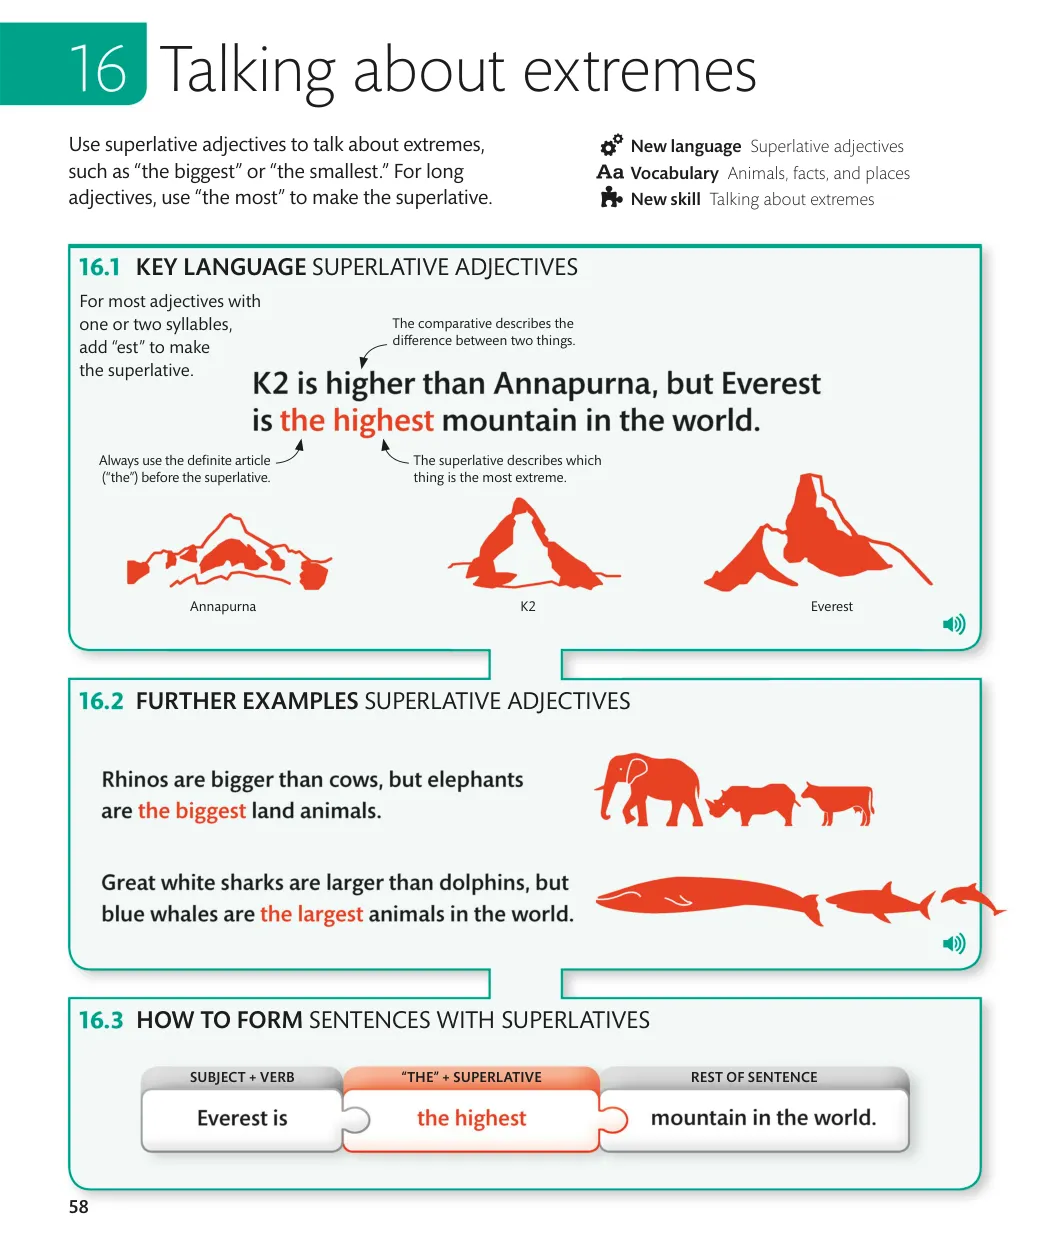 16 Talking about extremes
Use superlative adjectives to talk about extremes,
such as “the biggest” or “the smallest.” For long
adjectives, use “the most” to make the superlative.
New language Superlative adjectives
Aa Vocabulary Animals, facts, and places
New skill Talking about extremes
16.1 KEY LANGUAGE SUPERLATIVE ADJECTIVES
For most adjectives with
one or two syllables,
add “est” to make
the superlative.
The comparative describes the
difference between two things.
K2 is higher than Annapurna, but Everest
is the highest mountain in the world.
Always use the definite article
(“the”) before the superlative.
The superlative describes which
thing is the most extreme.
Annapurna
K2
Everest
16.2 FURTHER EXAMPLES SUPERLATIVE ADJECTIVES
Rhinos are bigger than cows, but elephants
are the biggest land animals.
Great white sharks are larger than dolphins, but
blue whales are the largest animals in the world.
16.3 HOW TO FORM SENTENCES WITH SUPERLATIVES
SUBJECT + VERB
“THE” + SUPERLATIVE
REST OF SENTENCE
Everest is
the highest
mountain in the world.
58